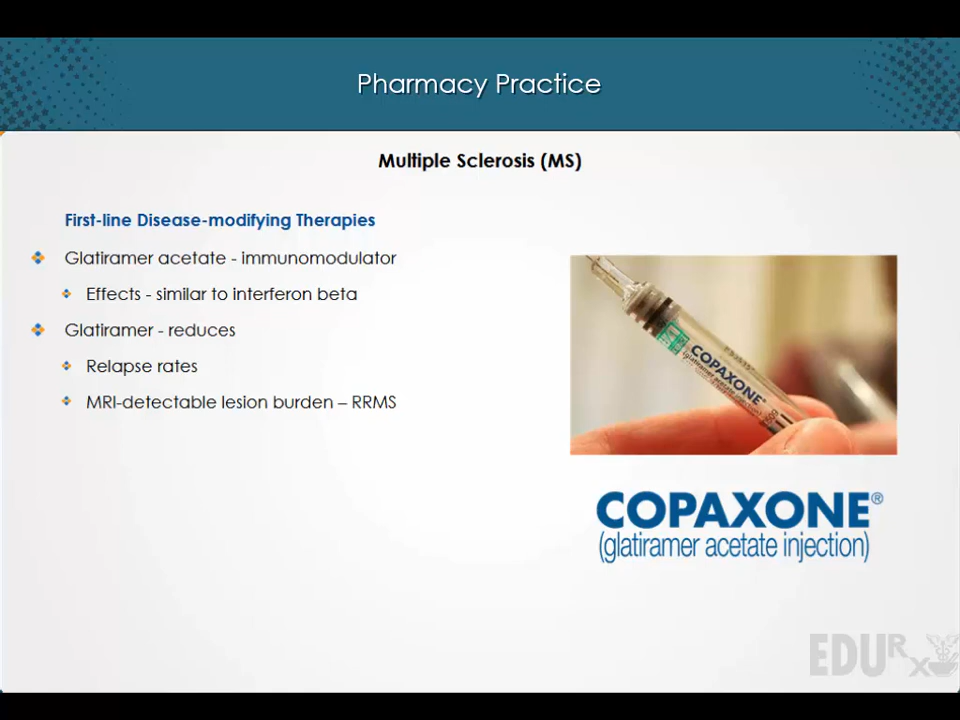 Pharmacy Practice
Multiple Sclerosis (MS)
First-line Disease-modifying Therapies
Glatiramer acetate - immunomodulator
Effects - similar to interferon beta
Glatiramer - reduces
Relapse rates
MRI-detectable lesion burden – RRMS
COPAXONE
COPAXONE®
(glatiramer acetate injection)
EDURx